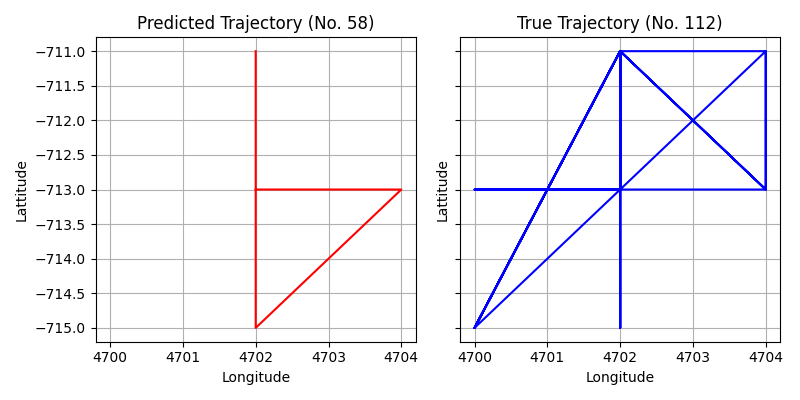 Predicted Trajectory (No. 58)
True Trajectory (No. 112)
−711.0
−711.5
−712.0
−712.5
−713.0
−713.5
−714.0
−714.5
−715.0
Lattitude
Lattitude
4700 4701 4702 4703 4704
4700 4701 4702 4703 4704
Longitude
Longitude